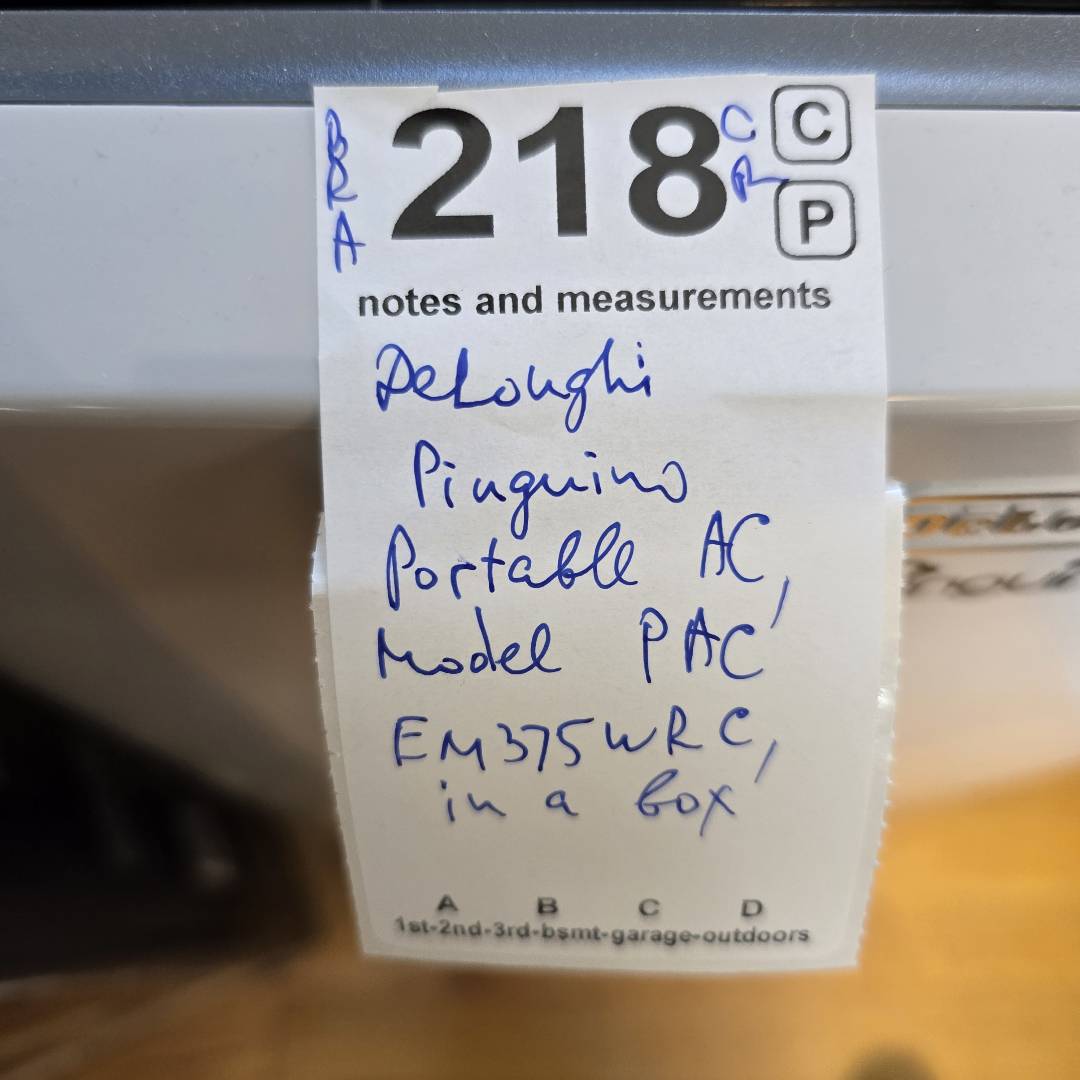 BRA 218 CR C
P
notes and measurements
DeLonghi
Pinguino
Portable AC,
Model PAC
EM375WRC,
in a box
A B C D
1st-2nd-3rd-bsmt-garage-outdoors